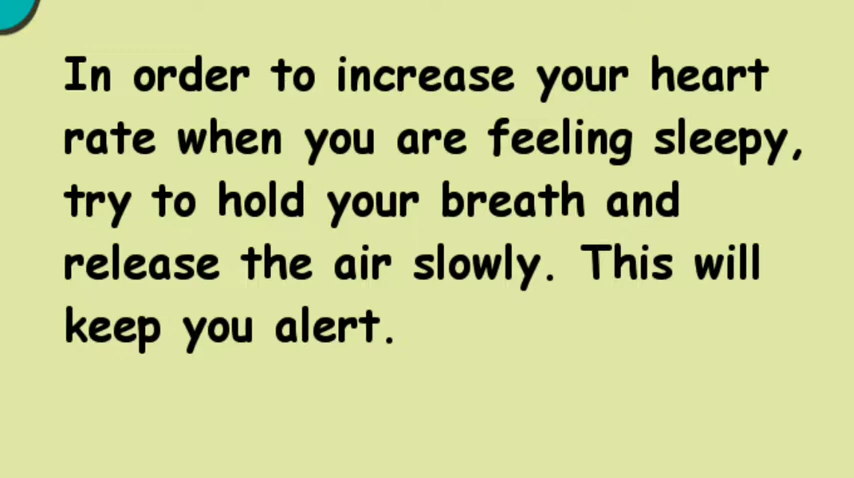 In order to increase your heart
rate when you are feeling sleepy,
try to hold your breath and
release the air slowly. This will
keep you alert.